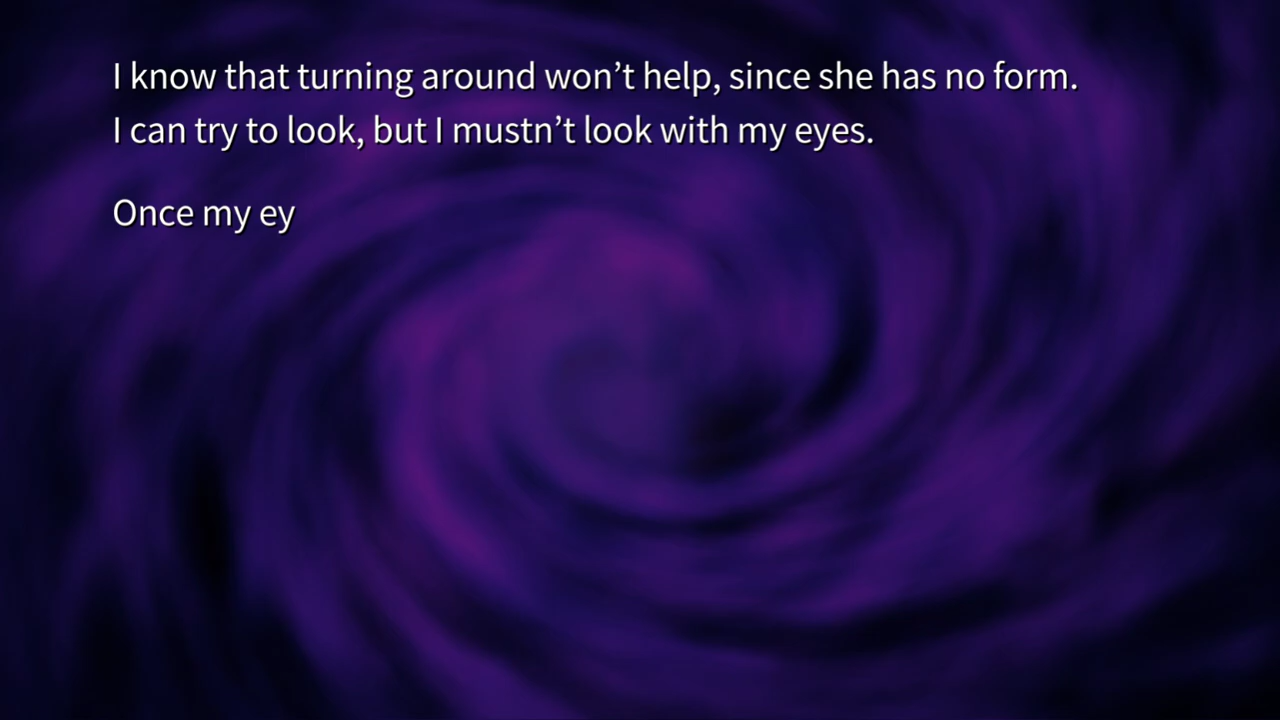 I know that turning around won’t help, since she has no form.
I can try to look, but I mustn’t look with my eyes.
Once my ey